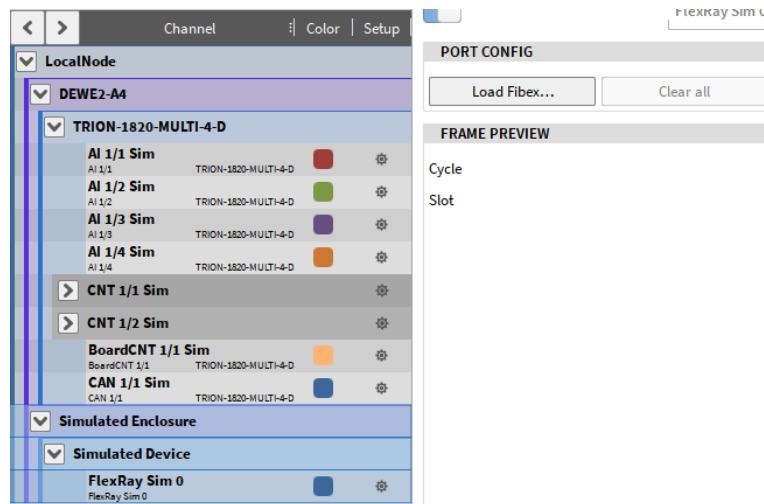 Channel Color Setup
LocalNode
DEWE2-A4
TRION-1820-MULTI-4-D
AI 1/1 Sim
AI 1/1 TRION-1820-MULTI-4-D
AI 1/2 Sim
AI 1/2 TRION-1820-MULTI-4-D
AI 1/3 Sim
AI 1/3 TRION-1820-MULTI-4-D
AI 1/4 Sim
AI 1/4 TRION-1820-MULTI-4-D
CNT 1/1 Sim
CNT 1/2 Sim
BoardCNT 1/1 Sim
BoardCNT 1/1 TRION-1820-MULTI-4-D
CAN 1/1 Sim
CAN 1/1 TRION-1820-MULTI-4-D
Simulated Enclosure
Simulated Device
FlexRay Sim 0
FlexRay Sim 0
FlexRay Sim 0
PORT CONFIG
Load Fibex... Clear all
FRAME PREVIEW
Cycle
Slot